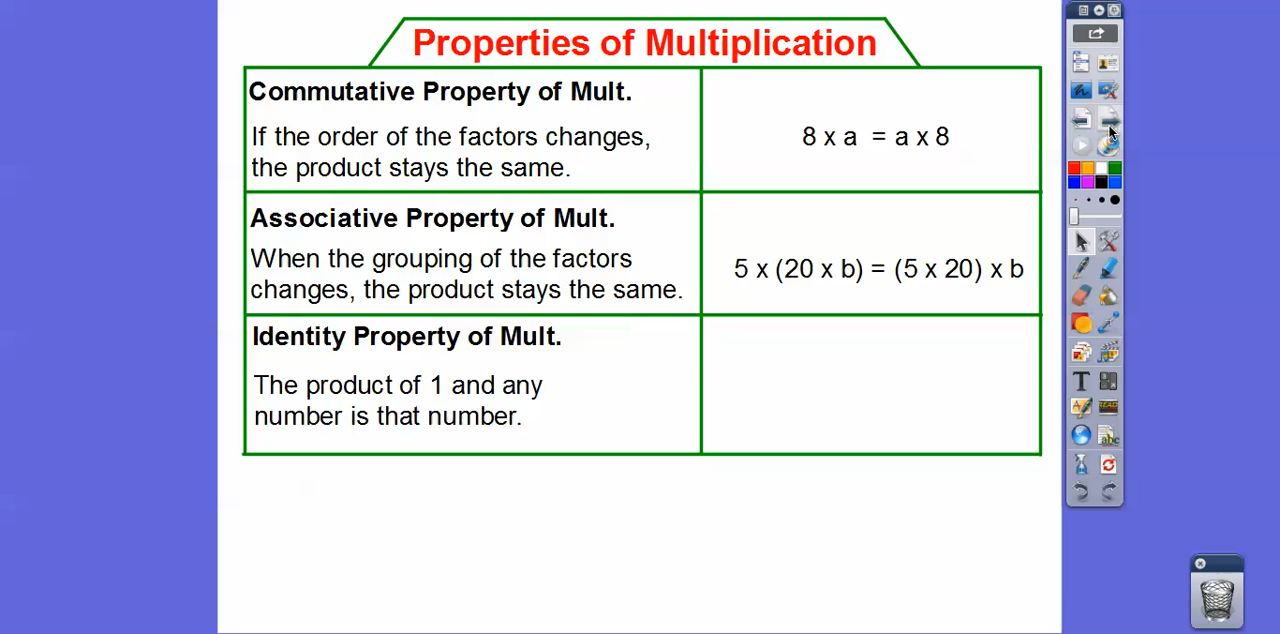 Properties of Multiplication
Commutative Property of Mult.
If the order of the factors changes,
the product stays the same.
8 x a = a x 8
Associative Property of Mult.
When the grouping of the factors
changes, the product stays the same.
5 x (20 x b) = (5 x 20) x b
Identity Property of Mult.
The product of 1 and any
number is that number.
T
abc